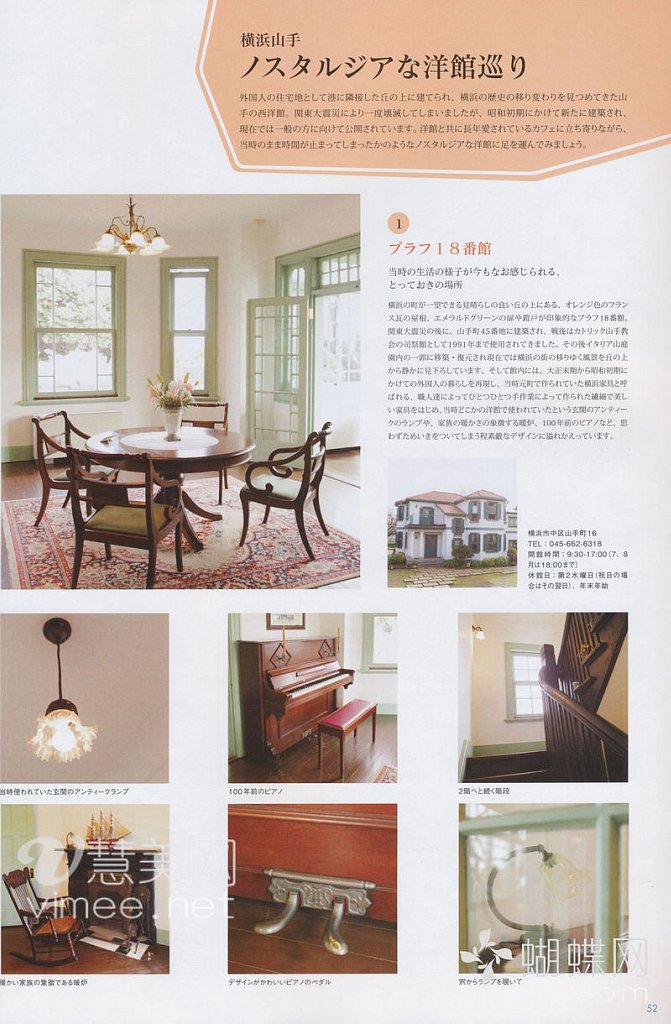 横浜山手
ノスタルジアな洋館巡り
外国人の住宅地として港に隣接した丘の上に建てられ、横浜の歴史の移り変わりを見つめてきた山
手の西洋館。関東大震災により一度壊滅してしまいましたが、昭和初期にかけて新たに建築され、
現在では一般の方に向けて公開されています。洋館と共に長年愛されているカフェに立ち寄りながら、
当時のまま時間が止まってしまったかのようなノスタルジアな洋館に足を運んでみましょう。
1
ブラフ18番館
当時の生活の様子が今もなお感じられる、
とっておきの場所
横浜の町が一望できる見晴らしの良い丘の上にある、オレンジ色のフラン
ス瓦の屋根、エメラルドグリーンの扉や鎧戸が印象的なブラフ18番館。
関東大震災の後に、山手町45番地に建築され、戦後はカトリック山手教
会の司祭館として1991年まで使用されてきました。その後イタリア山庭
園内の一部に移築・復元され現在では横浜の街の移りゆく風景を丘の上
から静かに見下ろしています。そして館内には、大正末期から昭和初期に
かけての外国人の暮らしを再現し、当時元町で作られていた横浜家具と呼
ばれる、職人達によってひとつひとつ手作業によって作られた繊細で美し
い家具をはじめ、当時どこかの洋館で使われていたという玄関のアンティー
クのランプや、家族の暖かさの象徴する暖炉、100年前のピアノなど、思
わずためいきをついてしまう程素敵なデザインに溢れかえっています。
横浜市中区山手町16
TEL：045-662-6318
開館時間：9:30-17:00（7、8
月は18:00まで）
休館日：第2水曜日（祝日の場
合はその翌日）、年末年始
当時使われていた玄関のアンティークランプ
100年前のピアノ
2階へと続く階段
暖かい家族の象徴である暖炉
デザインがかわいいピアノのペダル
窓からランプを覗いて
慧美网
vimee.net
蝴蝶网
52